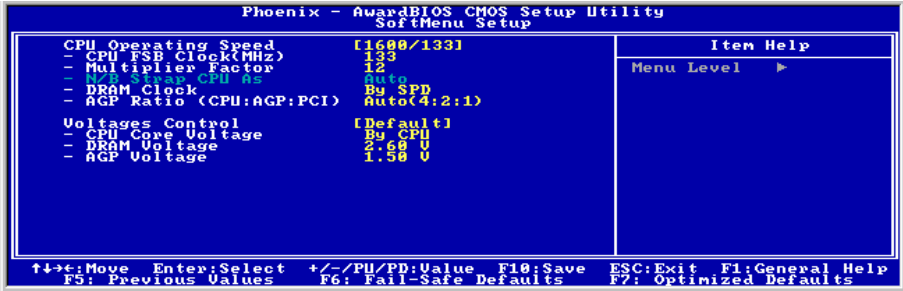 Phoenix - AwardBIOS CMOS Setup Utility
SoftMenu Setup
CPU Operating Speed [1600/133]
- CPU FSB Clock(MHz) 133
- Multiplier Factor 12
- N/B Strap CPU As Auto
- DRAM Clock By SPD
- AGP Ratio (CPU:AGP:PCI) Auto(4:2:1)
Voltages Control [Default]
- CPU Core Voltage By CPU
- DRAM Voltage 2.60 V
- AGP Voltage 1.50 V
Item Help
Menu Level ▶
↑↓→←:Move Enter:Select +/-/PU/PD:Value F10:Save ESC:Exit F1:General Help
F5: Previous Values F6: Fail-Safe Defaults F7: Optimized Defaults